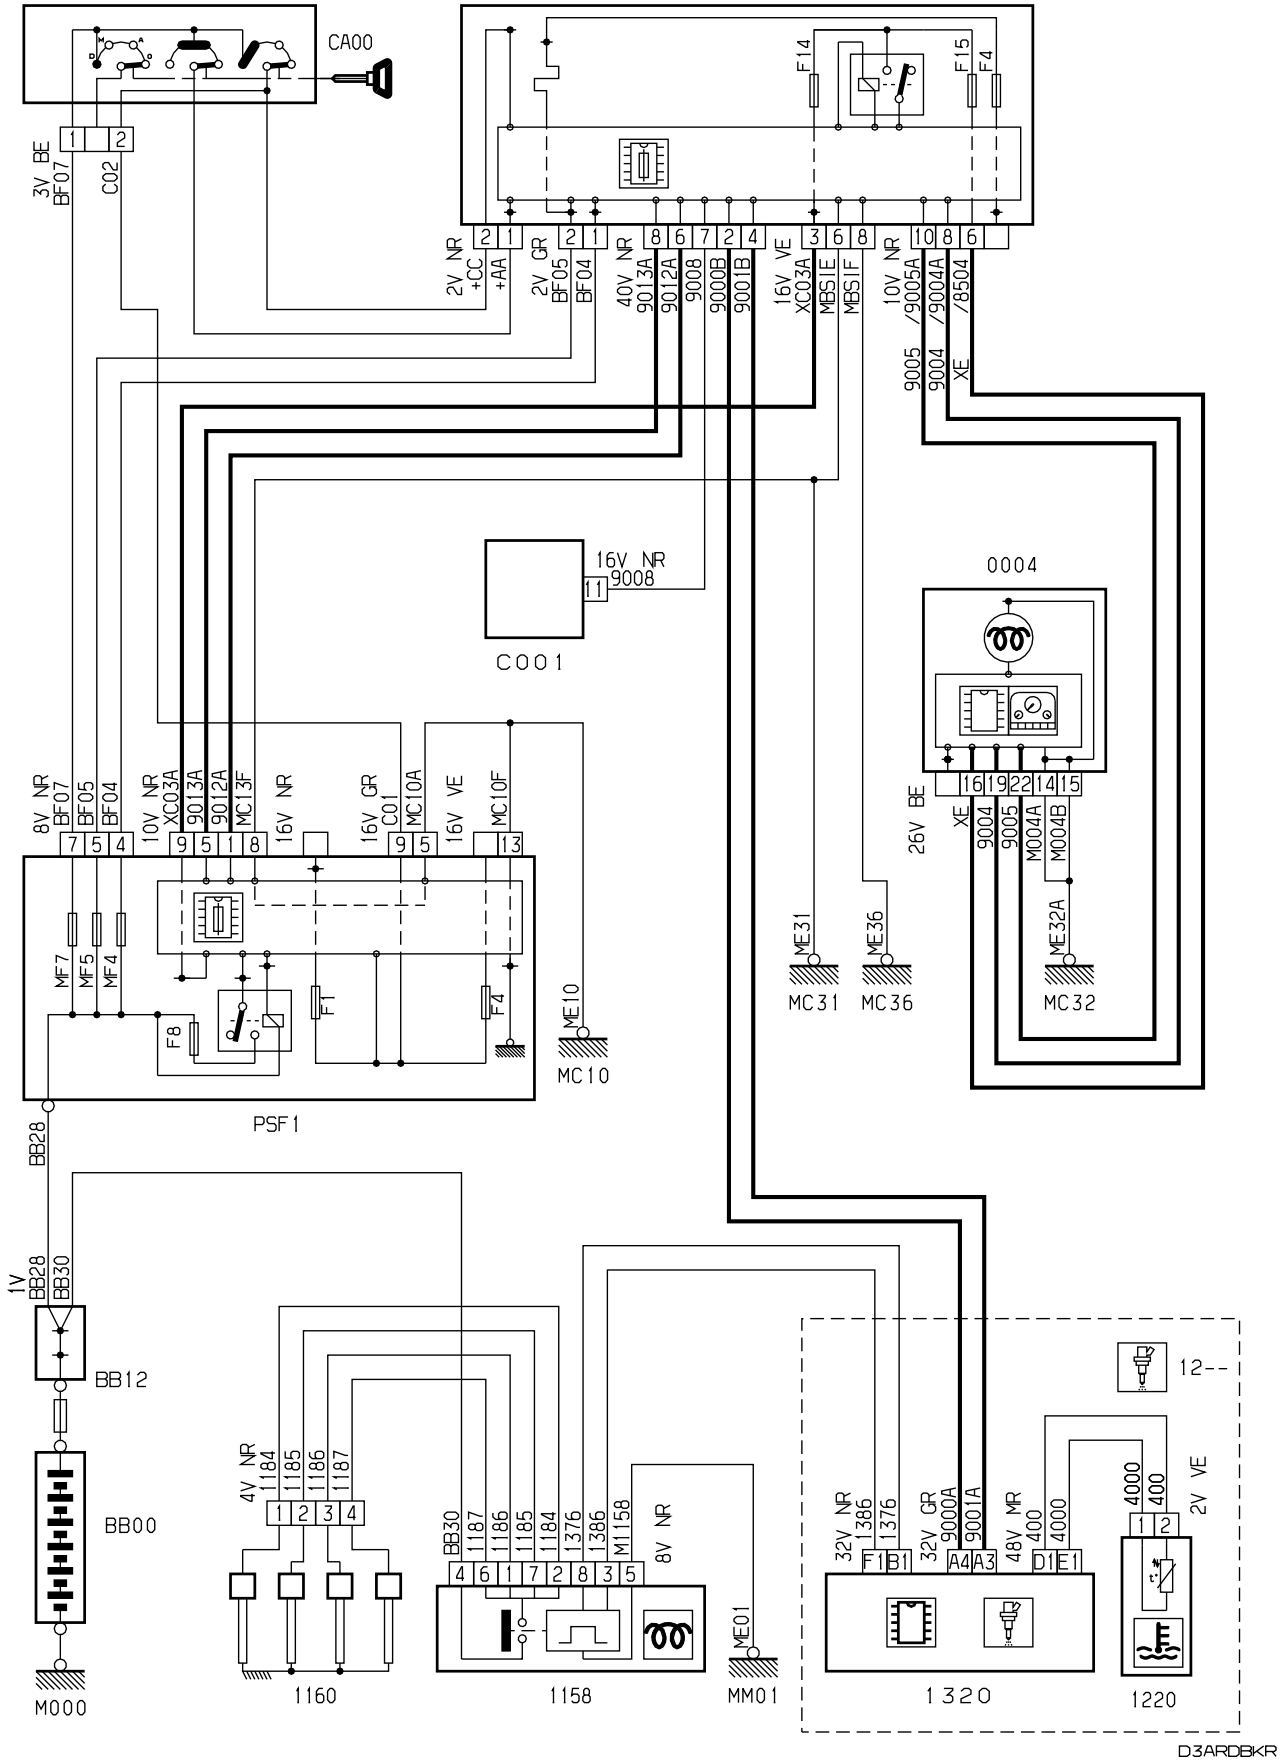 CA00
M
A
D
O
1
2
3V BE
BF07
C02
F14
F15
F4
2
1
2
1
8
6
7
2
4
3
6
8
10
8
6
2V NR
+CC
+AA
2V GR
BF05
BF04
40V NR
9013A
9012A
9008
9000B
9001B
16V VE
XC03A
MBSIE
MBSIF
10V NR
9005 /9005A
9004 /9004A
XE /8504
16V NR
9008
11
C001
0004
16
19
22
14
15
26V BE
XE
9004
9005
M004A
M004B
ME32A
MC32
ME31
MC31
ME36
MC36
8V NR
BF07
BF05
BF04
10V NR
XC03A
9013A
9012A
MC13F
16V NR
16V GR
C01
MC10A
16V VE
MC10F
7
5
4
9
5
1
8
9
5
13
MF7
MF5
MF4
F8
F1
F4
ME10
MC10
PSF1
BB28
1V
BB28
BB30
BB12
BB00
M000
4V NR
1184
1185
1186
1187
1
2
3
4
1160
BB30
1187
1186
1185
1184
1376
1386
M1158
8V NR
4
6
1
7
2
8
3
5
1158
ME01
MM01
12--
32V NR
1386
1376
32V GR
9000A
9001A
48V MR
400
4000
F1
B1
A4
A3
D1
E1
1320
4000
400
2V VE
1
2
t°
1220
D3ARDBKR